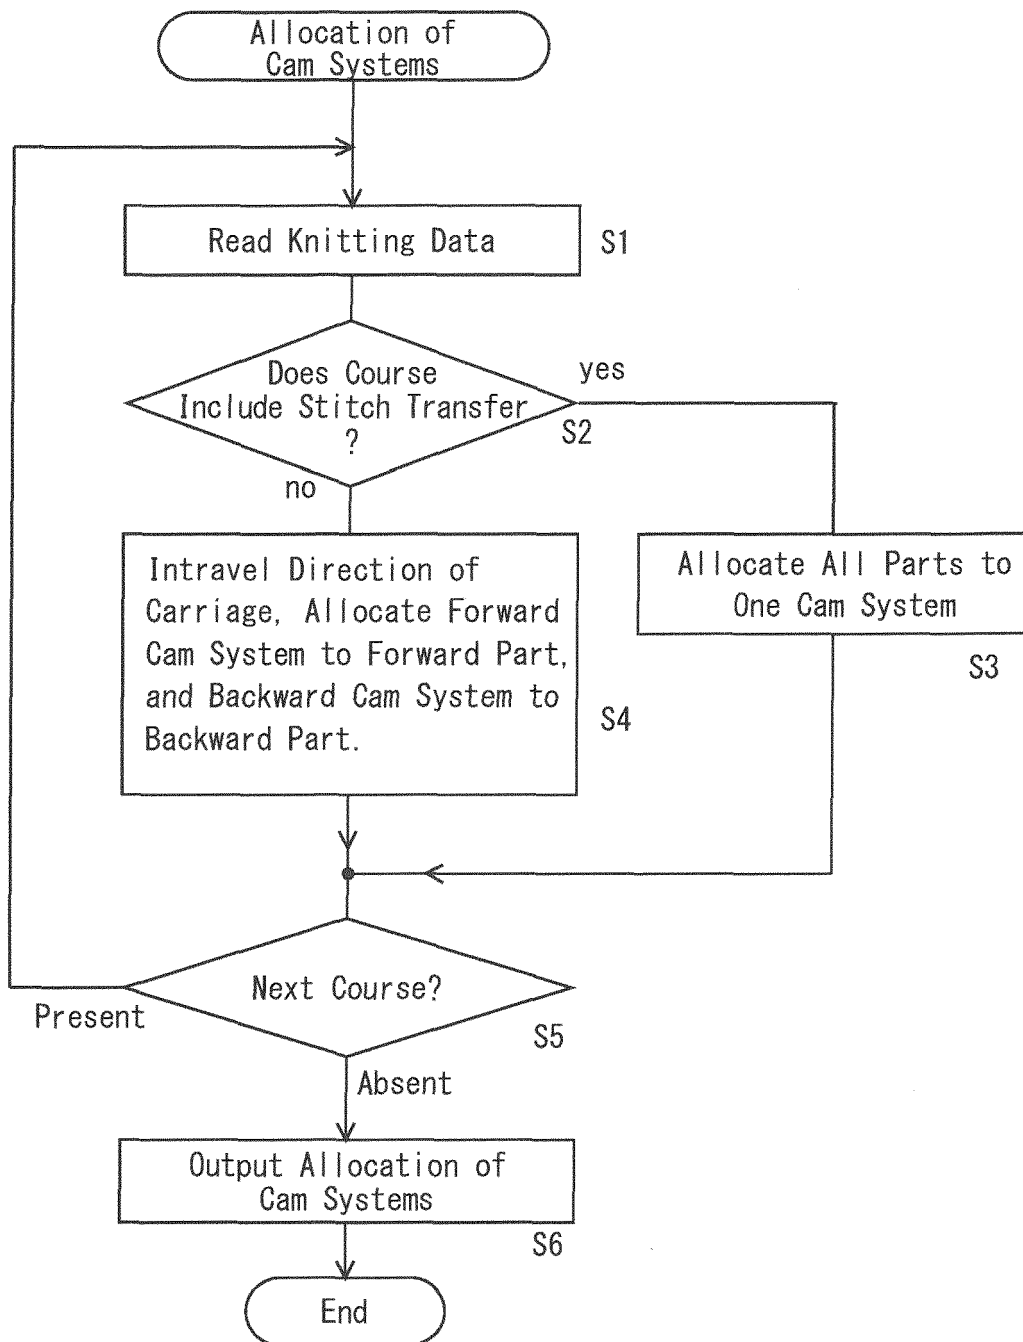 Allocation of
Cam Systems
Read Knitting Data
S1
Does Course
Include Stitch Transfer
?
yes
S2
no
Intravel Direction of
Carriage, Allocate Forward
Cam System to Forward Part,
and Backward Cam System to
Backward Part.
S4
Allocate All Parts to
One Cam System
S3
Next Course?
Present
S5
Absent
Output Allocation of
Cam Systems
S6
End